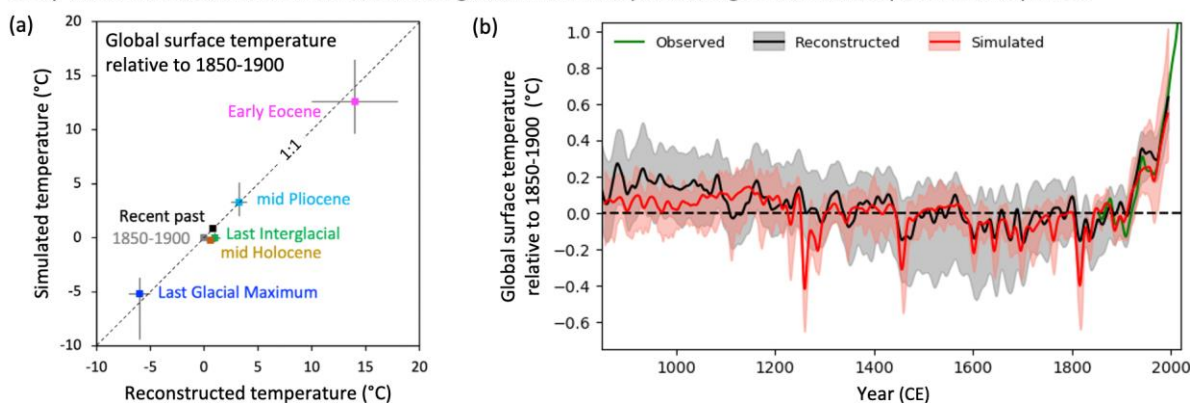 (a)
Global surface temperature
relative to 1850-1900
Simulated temperature (°C)
20
15
10
5
0
-5
-10
Early Eocene
1:1
mid Pliocene
Recent past
1850-1900
Last Interglacial
mid Holocene
Last Glacial Maximum
-10 -5 0 5 10 15 20
Reconstructed temperature (°C)
(b)
Observed Reconstructed Simulated
Global surface temperature
relative to 1850-1900 (°C)
1.0
0.8
0.6
0.4
0.2
0.0
−0.2
−0.4
−0.6
1000 1200 1400 1600 1800 2000
Year (CE)